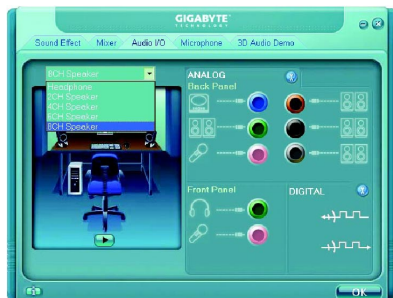 GIGABYTE
TECHNOLOGY
Sound Effect Mixer Audio I/O Microphone 3D Audio Demo
8CH Speaker
Headphone
2CH Speaker
4CH Speaker
6CH Speaker
8CH Speaker
ANALOG
Back Panel
Front Panel
DIGITAL
OK